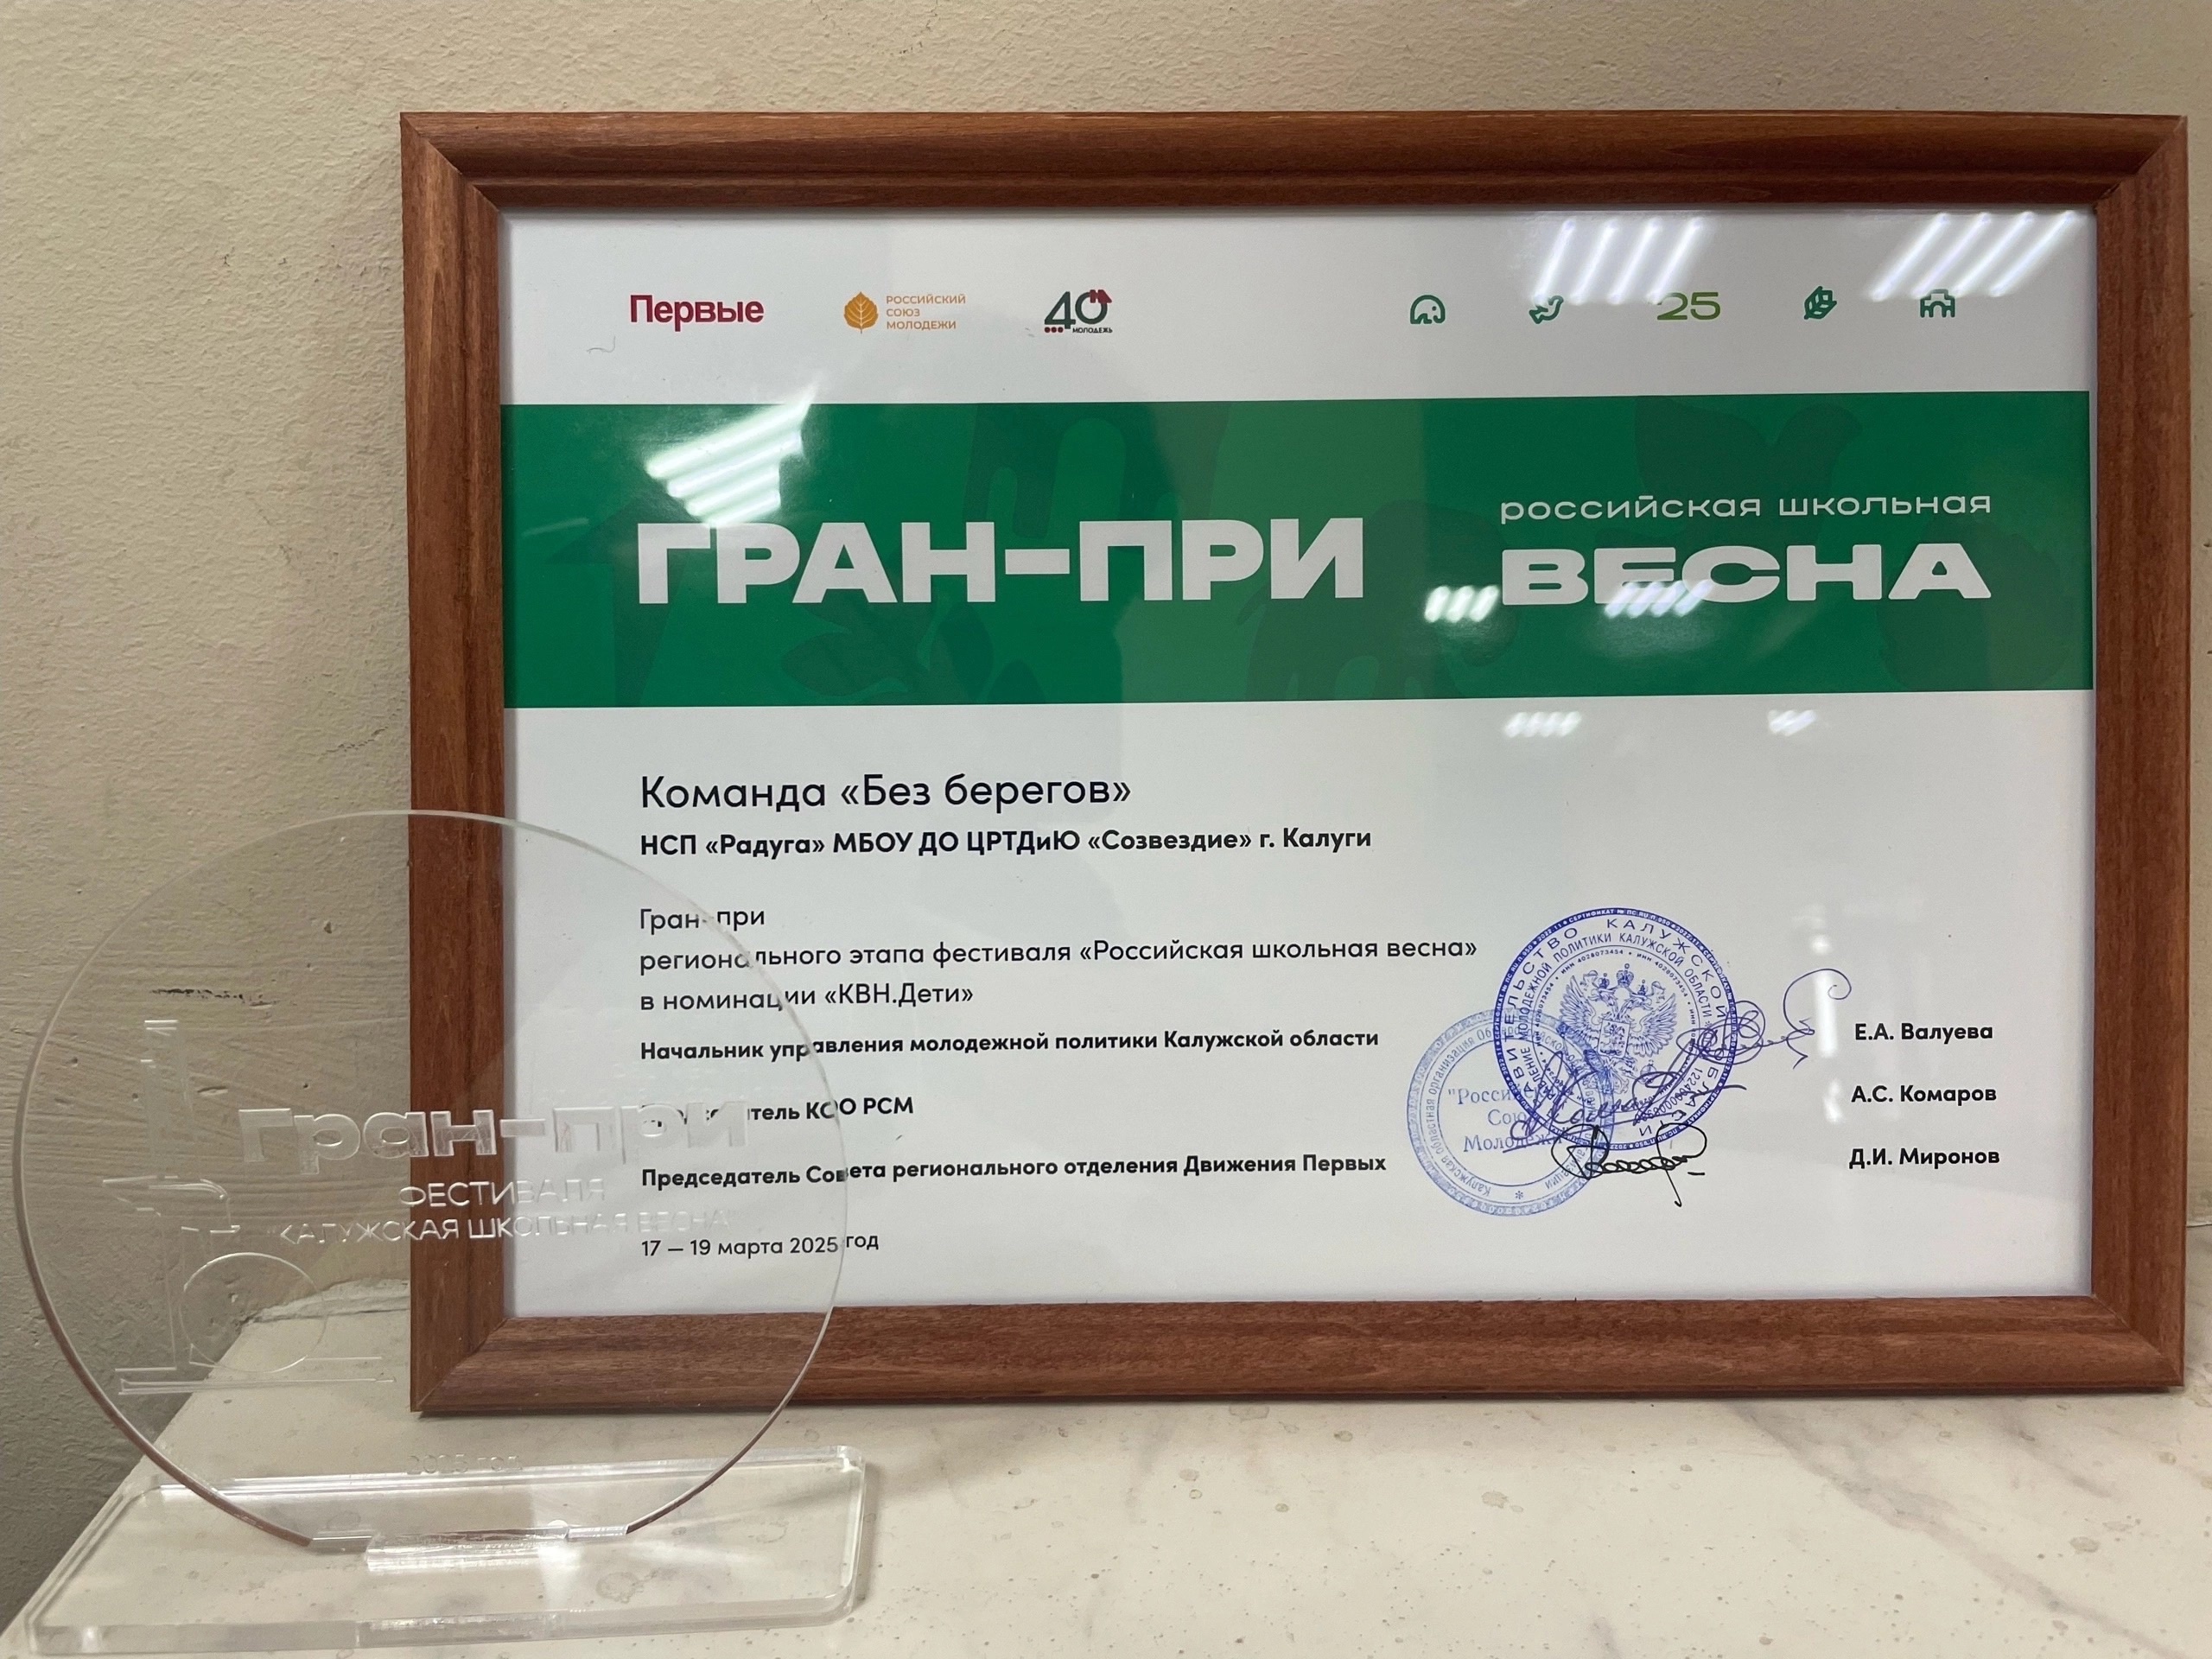 Первые
РОССИЙСКИЙ
СОЮЗ
МОЛОДЕЖИ
40
МОЛОДЕЖЬ
25
ГРАН-ПРИ
российская школьная
ВЕСНА
Команда «Без берегов»
НСП «Радуга» МБОУ ДО ЦРТДиЮ «Созвездие» г. Калуги
Гран-при
регионального этапа фестиваля «Российская школьная весна»
в номинации «КВН.Дети»
Начальник управления молодежной политики Калужской области
Е.А. Валуева
Председатель КОО РСМ
А.С. Комаров
Председатель Совета регионального отделения Движения Первых
Д.И. Миронов
17 – 19 марта 2025 год
гран-при
ФЕСТИВАЛЯ
"КАЛУЖСКАЯ ШКОЛЬНАЯ ВЕСНА"
"Российский
Союз
Молодежи"